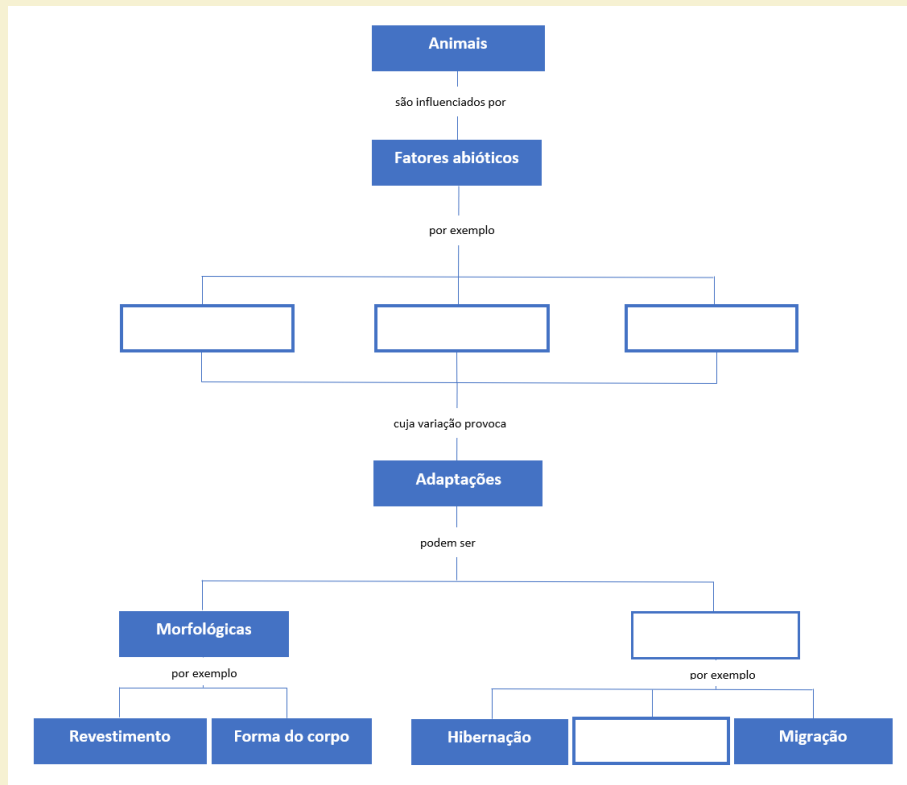 Animais
são influenciados por
Fatores abióticos
por exemplo
cuja variação provoca
Adaptações
podem ser
Morfológicas
por exemplo
por exemplo
Revestimento
Forma do corpo
Hibernação
Migração